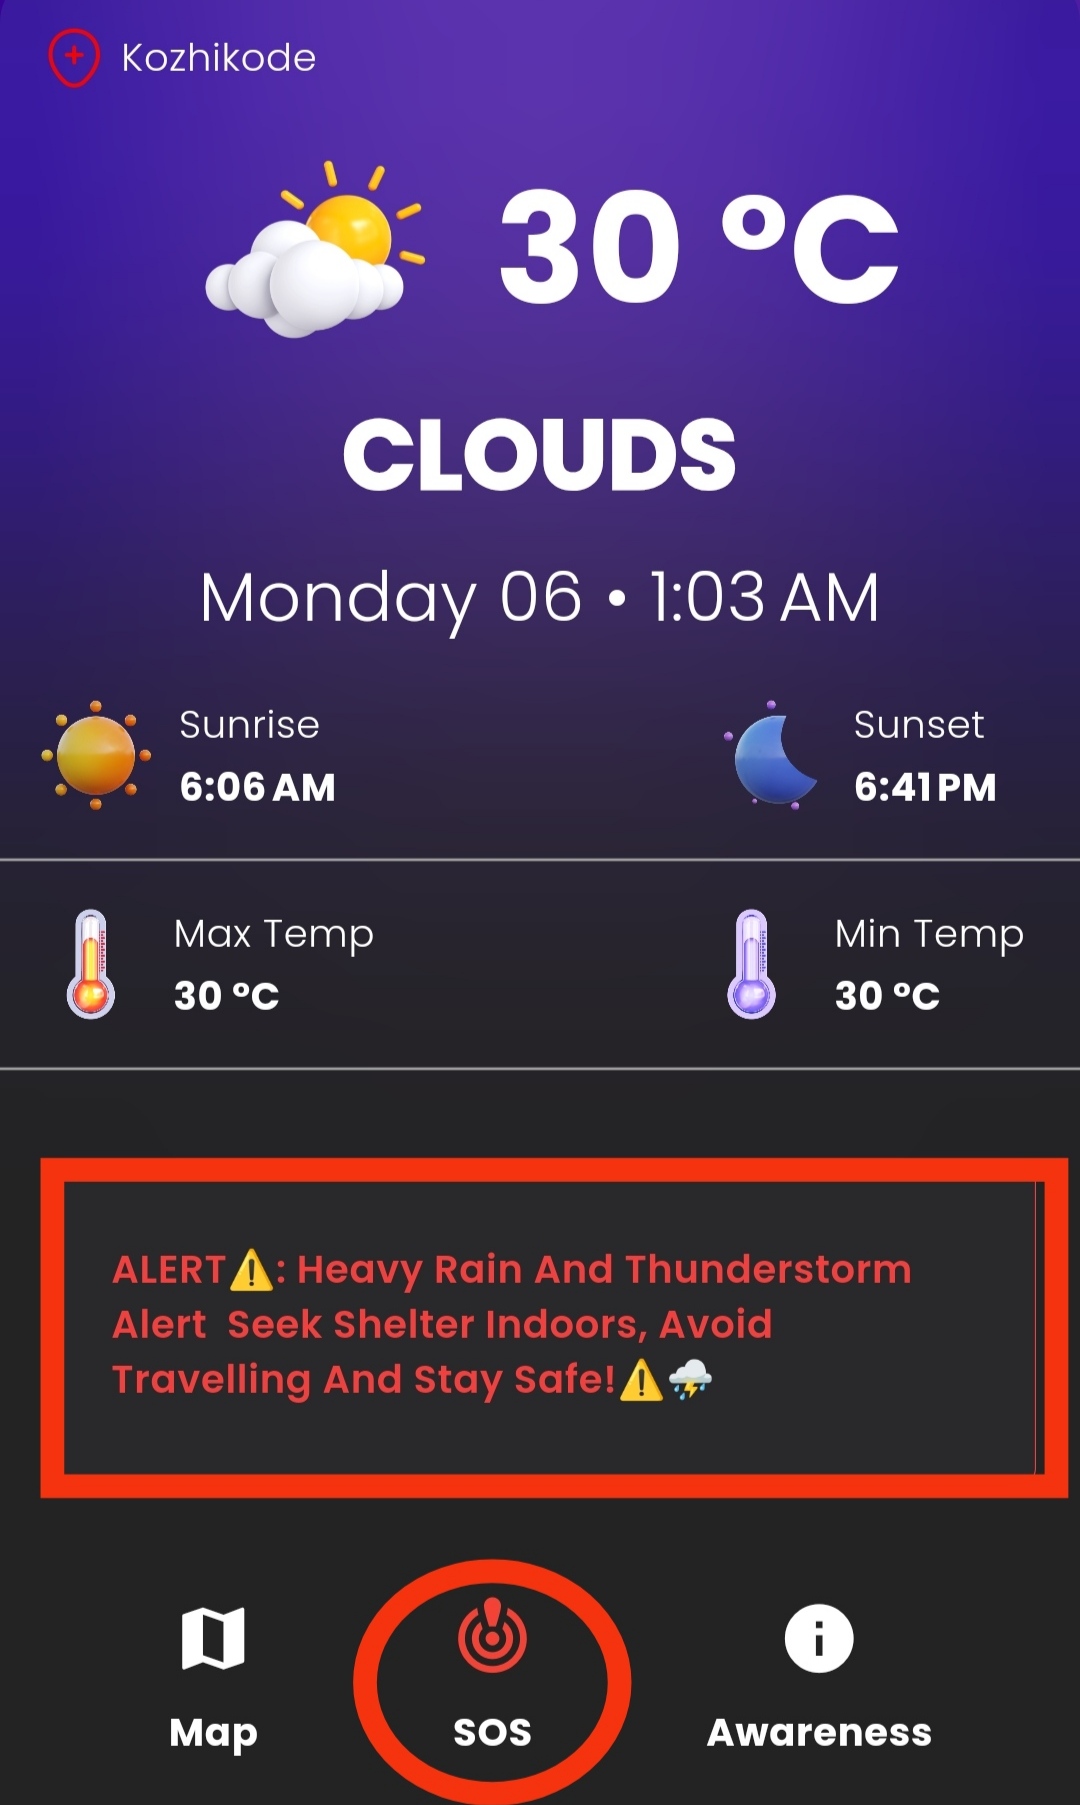 Kozhikode
30 °C
CLOUDS
Monday 06 • 1:03 AM
Sunrise
6:06 AM
Sunset
6:41 PM
Max Temp
30 °C
Min Temp
30 °C
ALERT⚠️: Heavy Rain And Thunderstorm
Alert  Seek Shelter Indoors, Avoid
Travelling And Stay Safe!⚠️⛈️
Map
SOS
Awareness